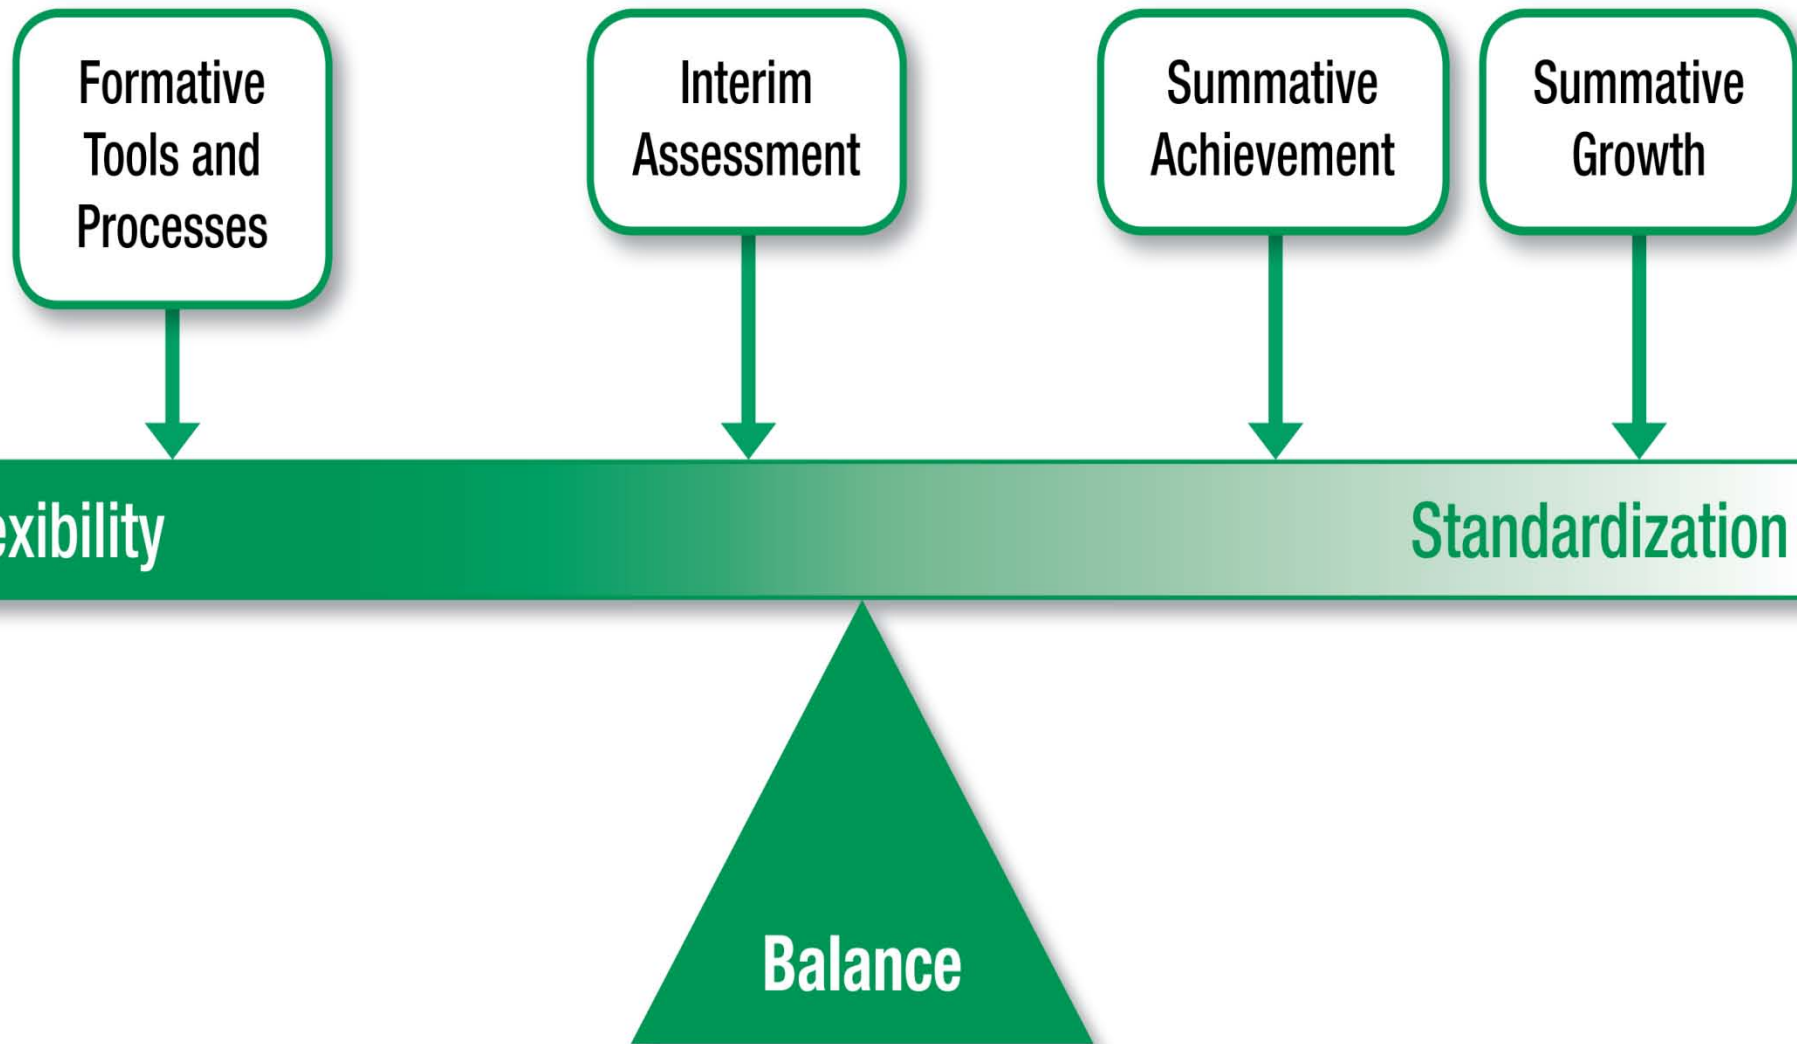 Formative
Tools and
Processes
Interim
Assessment
Summative
Achievement
Summative
Growth
exibility
Standardization
Balance